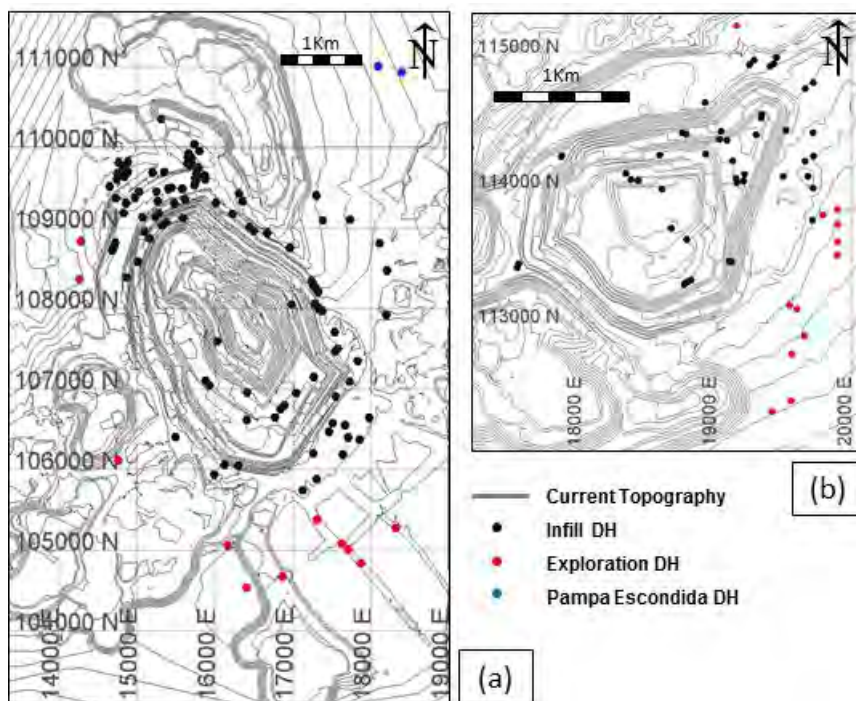 111000 N
110000 N
109000 N
108000 N
107000 N
106000 N
105000 N
104000 N
14000 E
15000 E
16000 E
17000 E
18000 E
19000 E
1Km
N
(a)
115000 N
114000 N
113000 N
18000 E
19000 E
20000 E
1Km
N
(b)
Current Topography
Infill DH
Exploration DH
Pampa Escondida DH